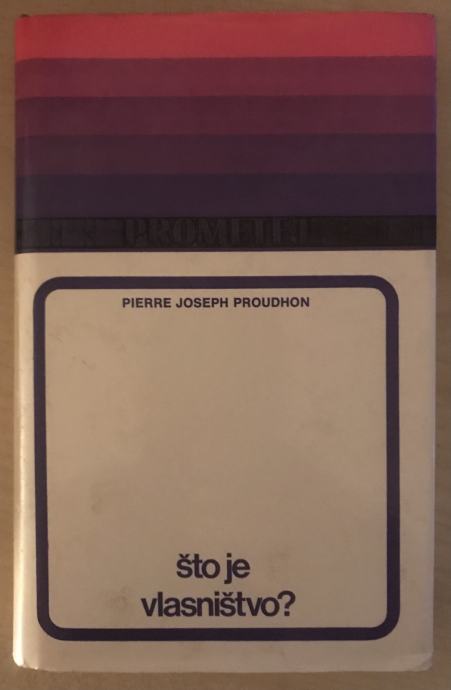 PROMETEJ
PIERRE JOSEPH PROUDHON
što je
vlasništvo?